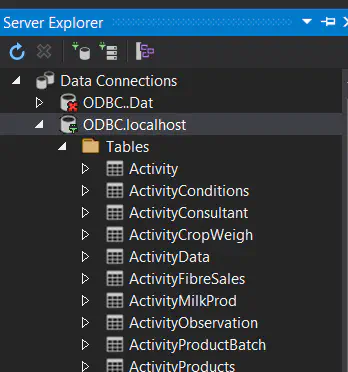 Server Explorer
Data Connections
ODBC..Dat
ODBC.localhost
Tables
Activity
ActivityConditions
ActivityConsultant
ActivityCropWeigh
ActivityData
ActivityFibreSales
ActivityMilkProd
ActivityObservation
ActivityProductBatch
ActivityProducts